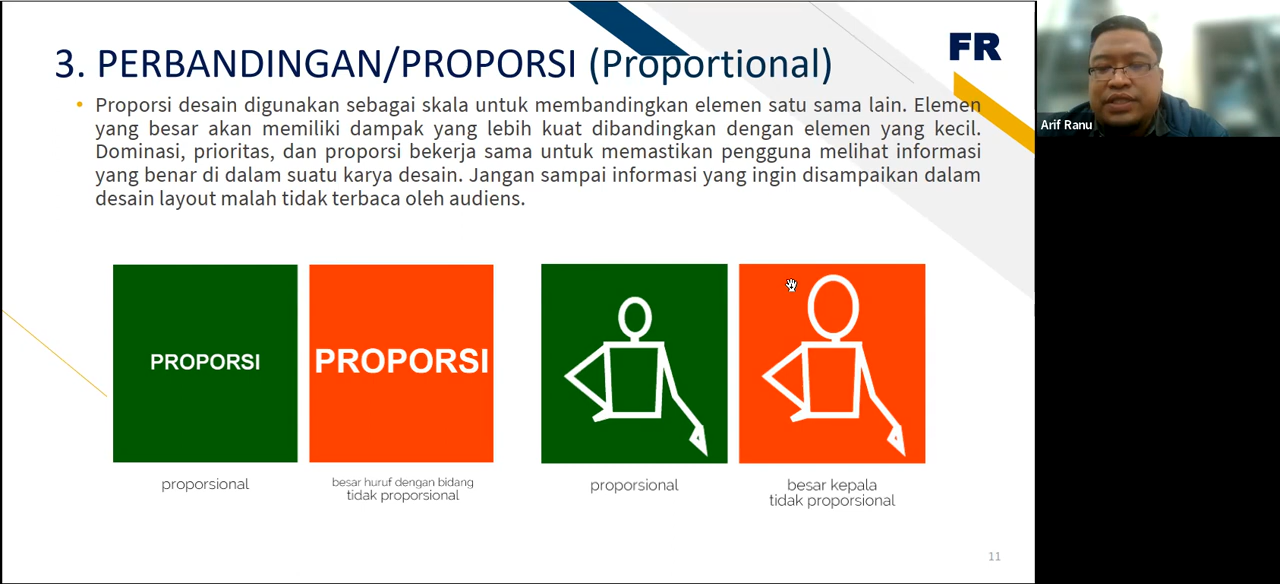 3. PERBANDINGAN/PROPORSI (Proportional)
FR
• Proporsi desain digunakan sebagai skala untuk membandingkan elemen satu sama lain. Elemen
yang besar akan memiliki dampak yang lebih kuat dibandingkan dengan elemen yang kecil.
Dominasi, prioritas, dan proporsi bekerja sama untuk memastikan pengguna melihat informasi
yang benar di dalam suatu karya desain. Jangan sampai informasi yang ingin disampaikan dalam
desain layout malah tidak terbaca oleh audiens.
Arif Ranu
PROPORSI
PROPORSI
proporsional
besar huruf dengan bidang
tidak proporsional
proporsional
besar kepala
tidak proporsional
11